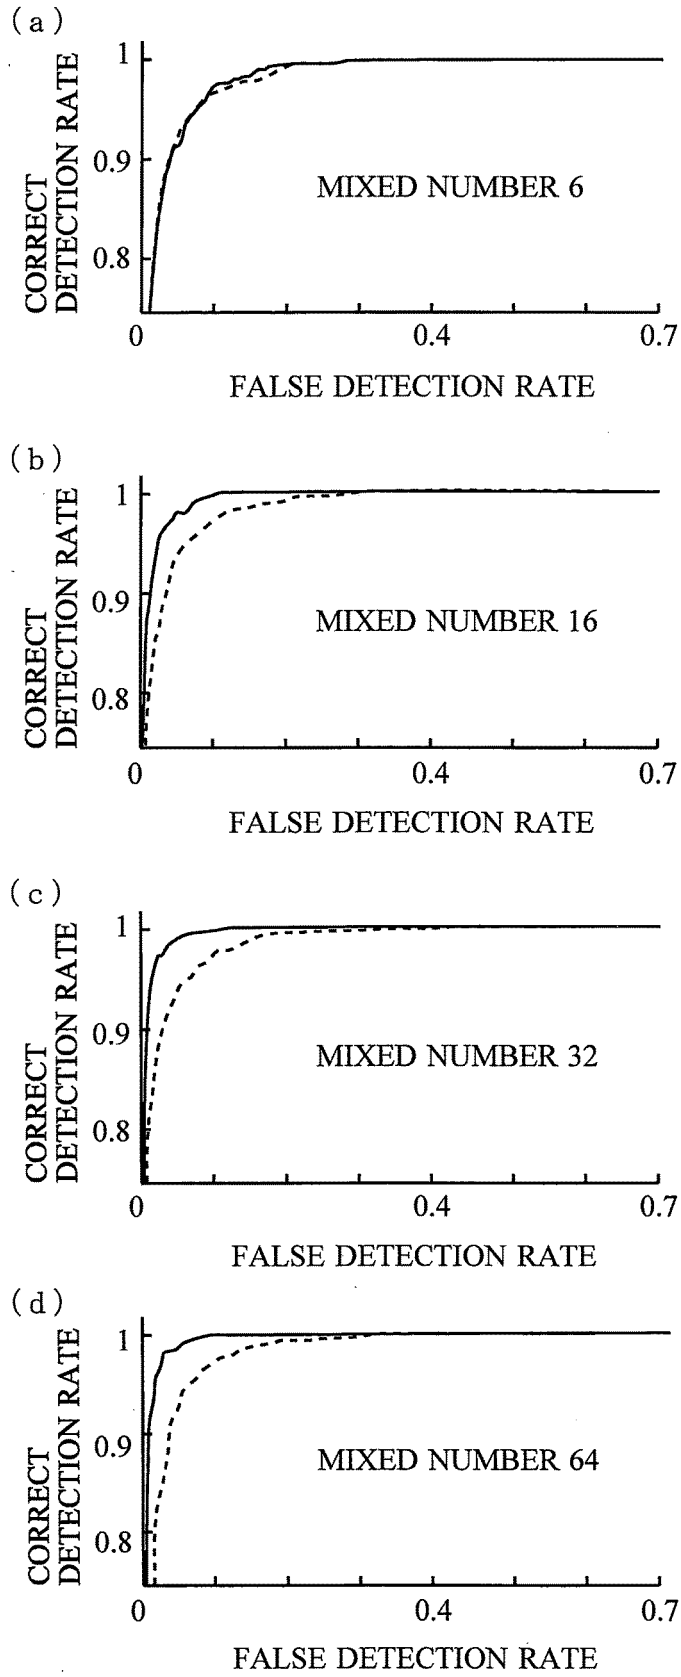 (a)
CORRECT
DETECTION RATE
1
0.9
0.8
MIXED NUMBER 6
0 0.4 0.7
FALSE DETECTION RATE
(b)
CORRECT
DETECTION RATE
1
0.9
0.8
MIXED NUMBER 16
0 0.4 0.7
FALSE DETECTION RATE
(c)
CORRECT
DETECTION RATE
1
0.9
0.8
MIXED NUMBER 32
0 0.4 0.7
FALSE DETECTION RATE
(d)
CORRECT
DETECTION RATE
1
0.9
0.8
MIXED NUMBER 64
0 0.4 0.7
FALSE DETECTION RATE